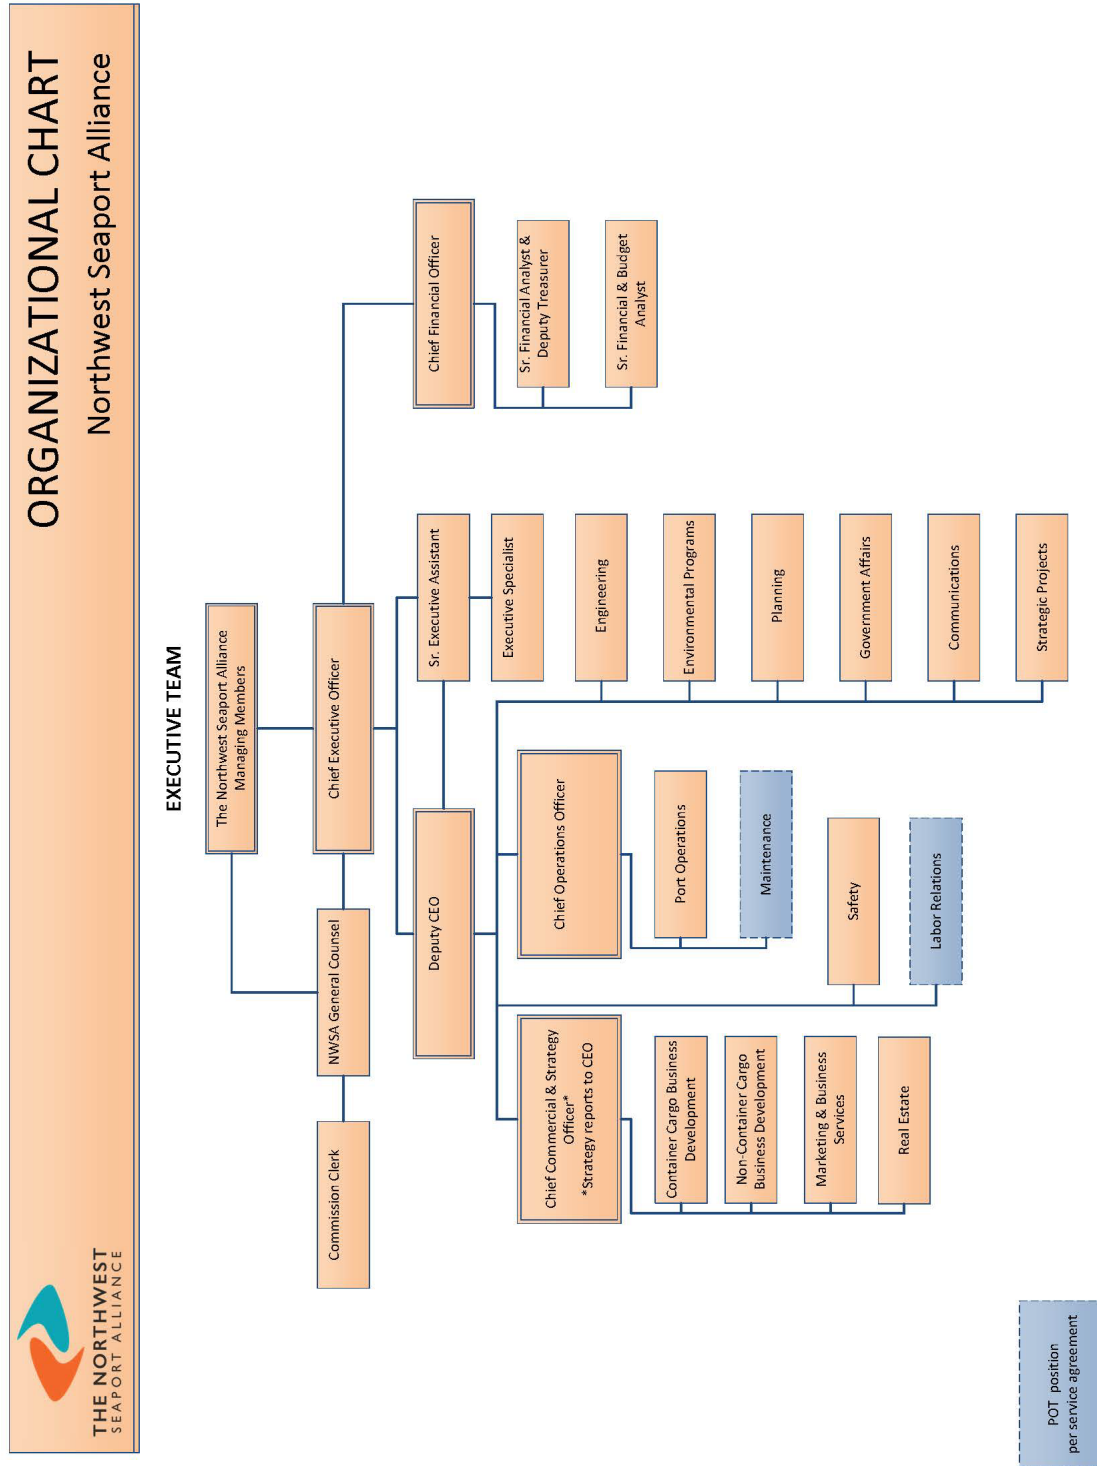 ORGANIZATIONAL CHART
Northwest Seaport Alliance
THE NORTHWEST
SEAPORT ALLIANCE
EXECUTIVE TEAM
The Northwest Seaport Alliance
Managing Members
Commission Clerk
NWSA General Counsel
Chief Executive Officer
Deputy CEO
Sr. Executive Assistant
Chief Financial Officer
Executive Specialist
Sr. Financial Analyst &
Deputy Treasurer
Sr. Financial & Budget
Analyst
Chief Commercial & Strategy
Officer*
*Strategy reports to CEO
Chief Operations Officer
Engineering
Environmental Programs
Planning
Government Affairs
Communications
Strategic Projects
Container Cargo Business
Development
Non-Container Cargo
Business Development
Marketing & Business
Services
Real Estate
Port Operations
Maintenance
Safety
Labor Relations
POT position
per service agreement